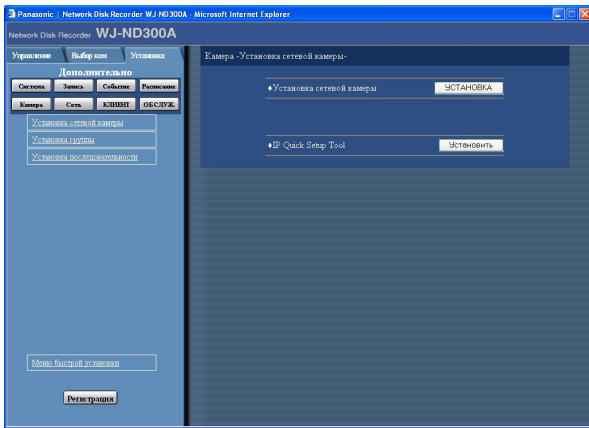 Panasonic | Network Disk Recorder WJ-ND300A - Microsoft Internet Explorer
Network Disk Recorder WJ-ND300A
Управление Выбор кам Установка
Дополнительно
Система Запись Событие Расписание
Камера Сеть КЛИЕНТ ОБСЛУЖ.
Установка сетевой камеры
Установка группы
Установка последовательности
Меню быстрой установки
Регистрация
Камера -Установка сетевой камеры-
♦Установка сетевой камеры УСТАНОВКА
♦IP Quick Setup Tool Установить